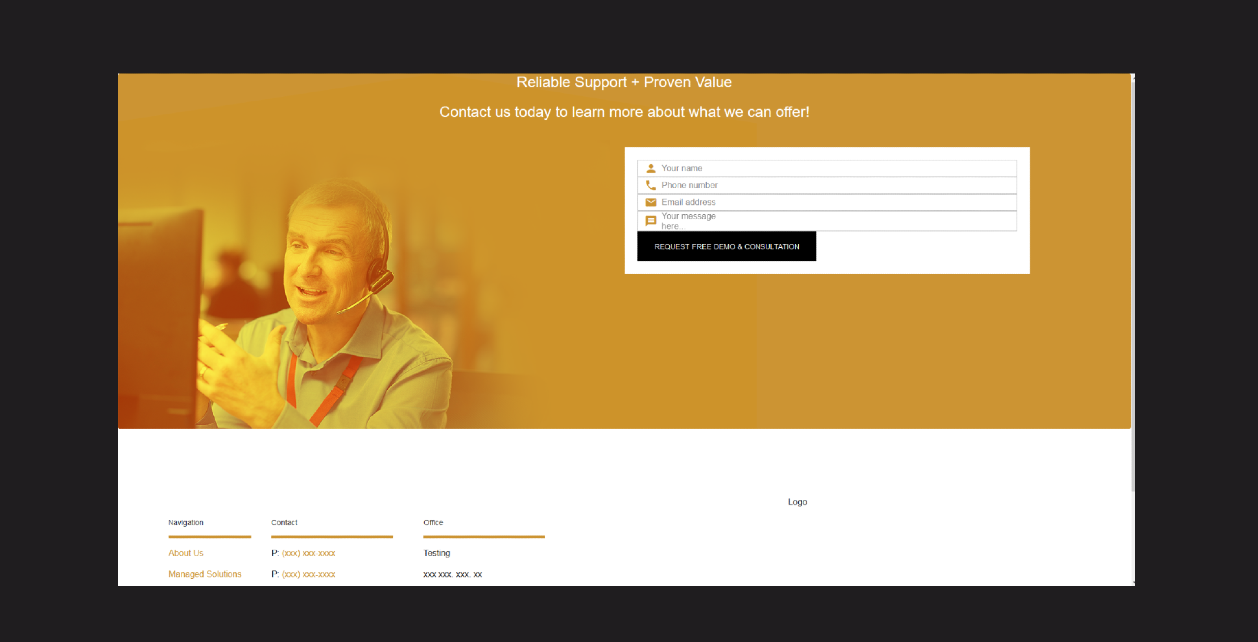 Reliable Support + Proven Value
Contact us today to learn more about what we can offer!
Your name
Phone number
Email address
Your message
here
REQUEST FREE DEMO & CONSULTATION
Logo
Navigation
Contact
Office
About Us
P: (xxx) xxx-xxxx
Testing
Managed Solutions
P: (xxx) xxx-xxxx
xxx xxx. xxx. xx